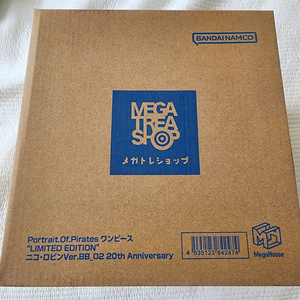 BANDAI NAMCO
MEGA
TREA
SHOP
メガトレショップ
Portrait.Of.Pirates ワンピース
"LIMITED EDITION"
ニコ・ロビンVer.BB_02 20th Anniversary
4 535123 842474
MegaHouse